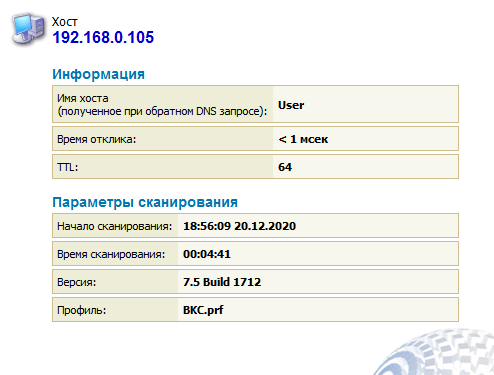 Хост
192.168.0.105
Информация
Имя хоста
(полученное при обратном DNS запросе): User
Время отклика: < 1 мсек
TTL: 64
Параметры сканирования
Начало сканирования: 18:56:09 20.12.2020
Время сканирования: 00:04:41
Версия: 7.5 Build 1712
Профиль: BKC.prf